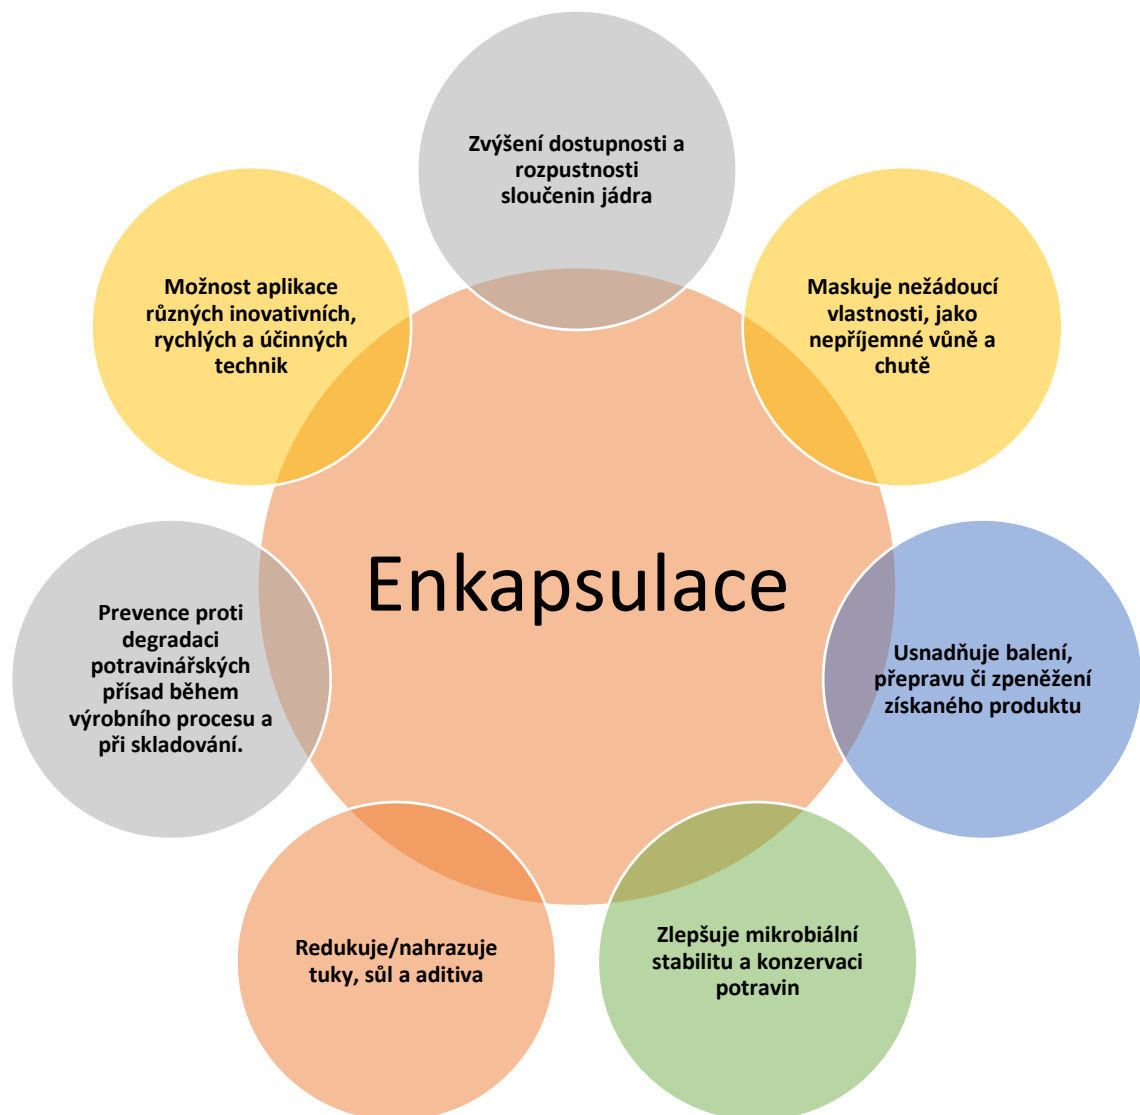 Zvýšení dostupnosti a
rozpustnosti
sloučenin jádra
Maskuje nežádoucí
vlastnosti, jako
nepříjemné vůně a
chutě
Usnadňuje balení,
přepravu či zpeněžení
získaného produktu
Zlepšuje mikrobiální
stabilitu a konzervaci
potravin
Redukuje/nahrazuje
tuky, sůl a aditiva
Prevence proti
degradaci
potravinářských
přísad během
výrobního procesu a
při skladování.
Možnost aplikace
různých inovativních,
rychlých a účinných
technik
Enkapsulace